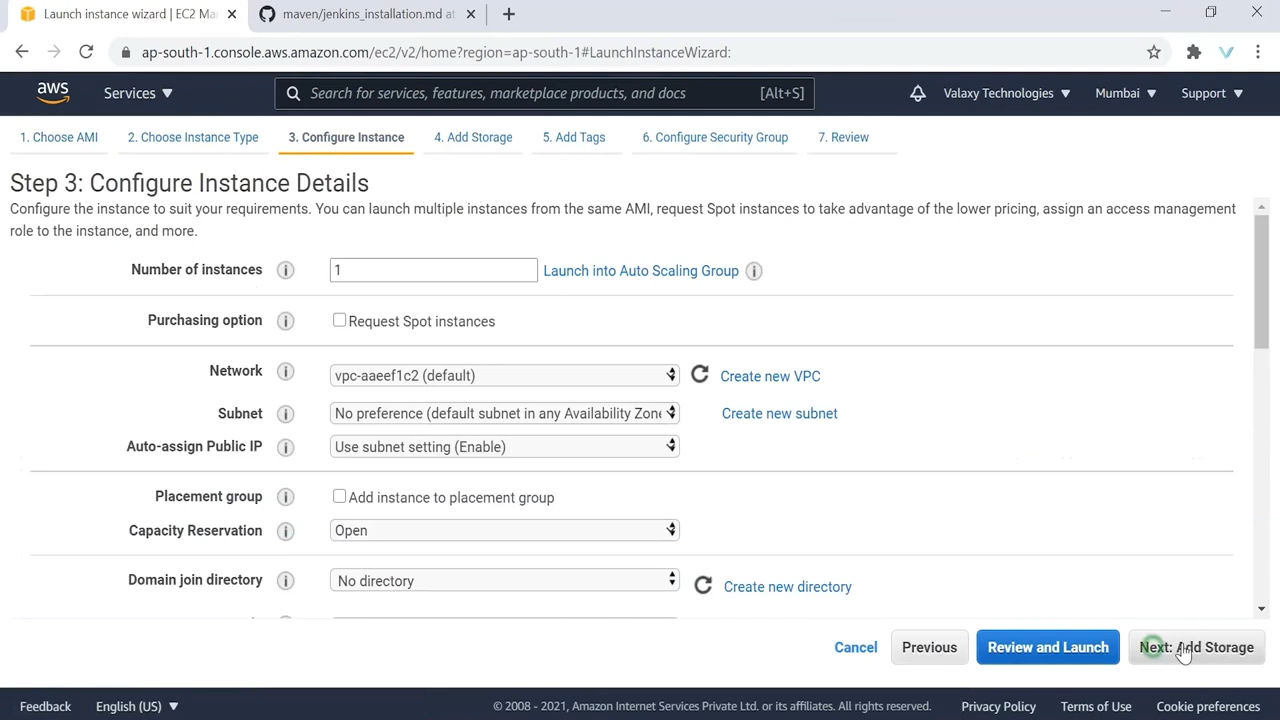 Launch instance wizard | EC2 Ma
maven/jenkins_installation.md at
ap-south-1.console.aws.amazon.com/ec2/v2/home?region=ap-south-1#LaunchInstanceWizard:
aws
Services
Search for services, features, marketplace products, and docs
[Alt+S]
Valaxy Technologies
Mumbai
Support
1. Choose AMI
2. Choose Instance Type
3. Configure Instance
4. Add Storage
5. Add Tags
6. Configure Security Group
7. Review
Step 3: Configure Instance Details
Configure the instance to suit your requirements. You can launch multiple instances from the same AMI, request Spot instances to take advantage of the lower pricing, assign an access management
role to the instance, and more.
Number of instances
1
Launch into Auto Scaling Group
Purchasing option
Request Spot instances
Network
vpc-aaeef1c2 (default)
Create new VPC
Subnet
No preference (default subnet in any Availability Zone
Create new subnet
Auto-assign Public IP
Use subnet setting (Enable)
Placement group
Add instance to placement group
Capacity Reservation
Open
Domain join directory
No directory
Create new directory
Cancel
Previous
Review and Launch
Next: Add Storage
Feedback
English (US)
© 2008 - 2021, Amazon Internet Services Private Ltd. or its affiliates. All rights reserved.
Privacy Policy
Terms of Use
Cookie preferences